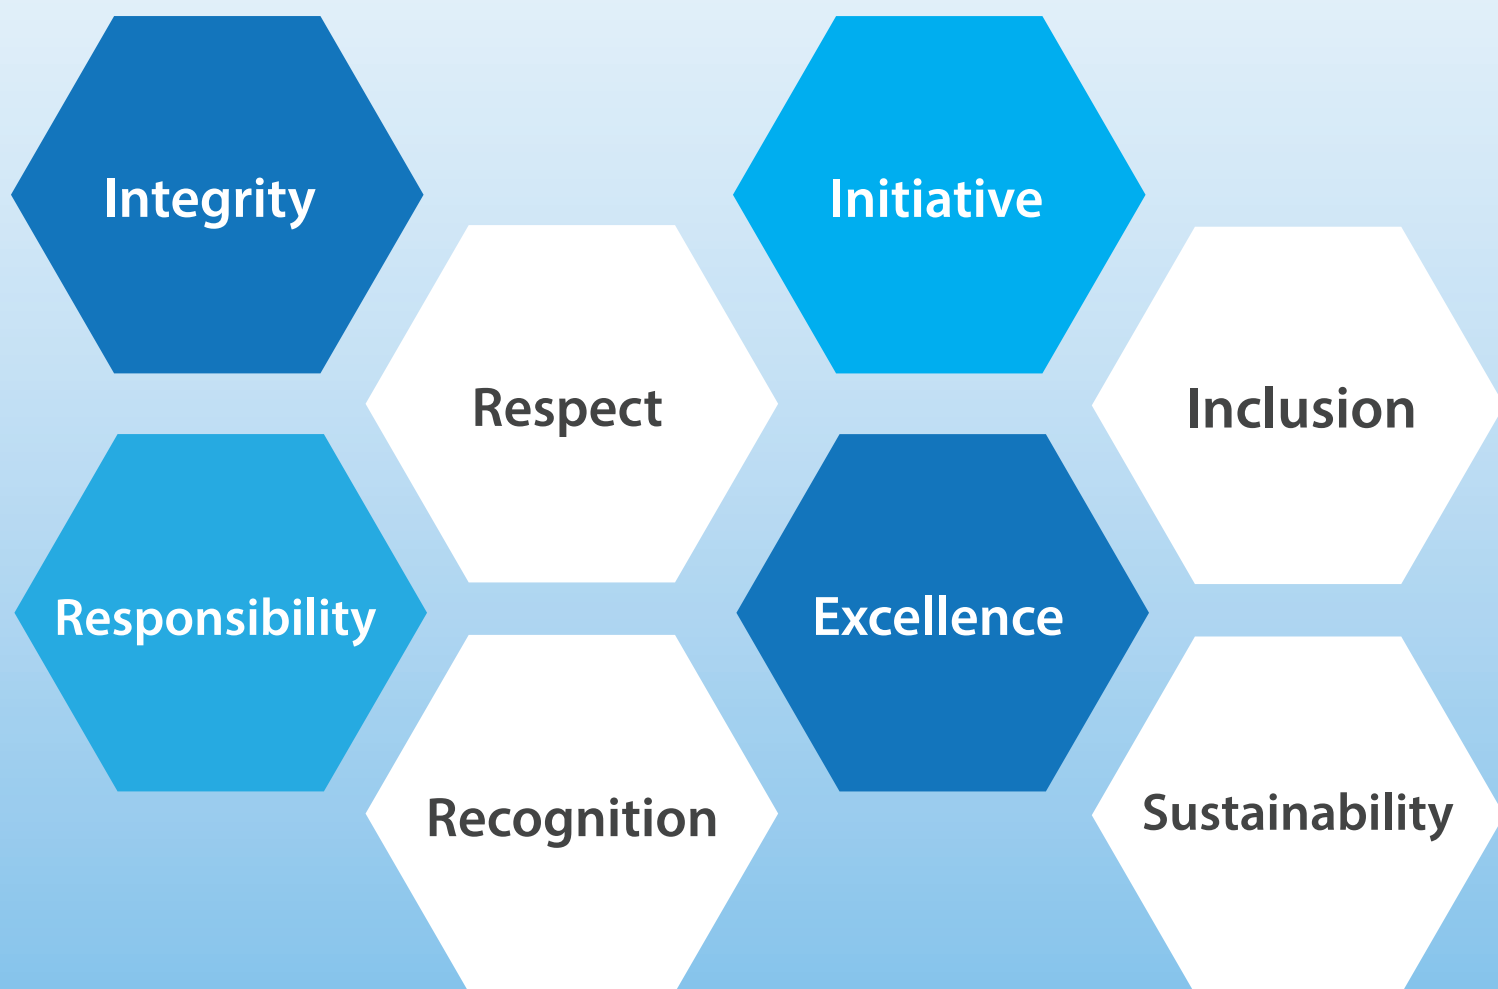 Integrity
Initiative
Respect
Inclusion
Responsibility
Excellence
Recognition
Sustainability